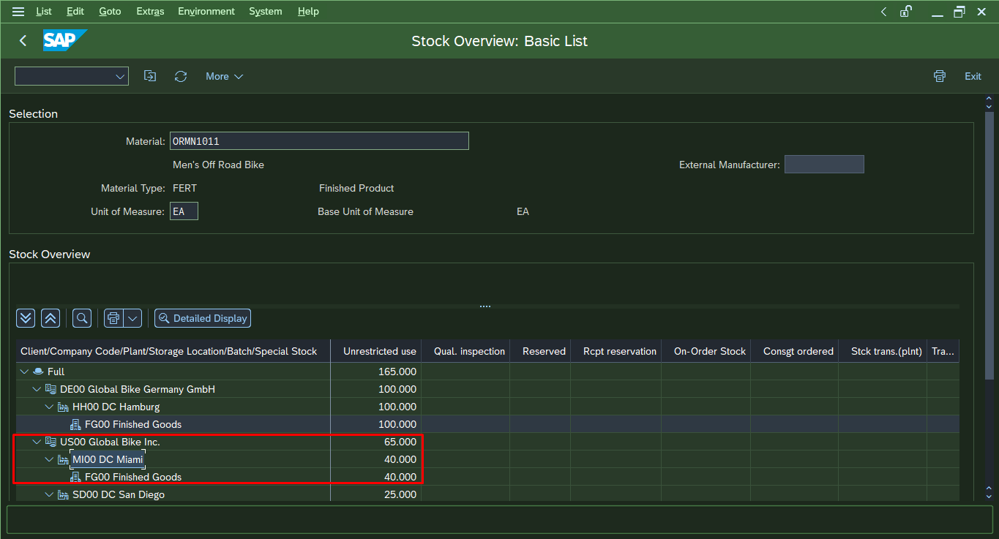 List Edit Goto Extras Environment System Help
SAP Stock Overview: Basic List
More Exit
Selection
Material: ORMN1011
Men's Off Road Bike External Manufacturer:
Material Type: FERT Finished Product
Unit of Measure: EA Base Unit of Measure EA
Stock Overview
Detailed Display
Client/Company Code/Plant/Storage Location/Batch/Special Stock Unrestricted use Qual. inspection Reserved Rcpt reservation On-Order Stock Consgt ordered Stck trans.(plnt) Tra...
Full 165.000
DE00 Global Bike Germany GmbH 100.000
HH00 DC Hamburg 100.000
FG00 Finished Goods 100.000
US00 Global Bike Inc. 65.000
MI00 DC Miami 40.000
FG00 Finished Goods 40.000
SD00 DC San Diego 25.000